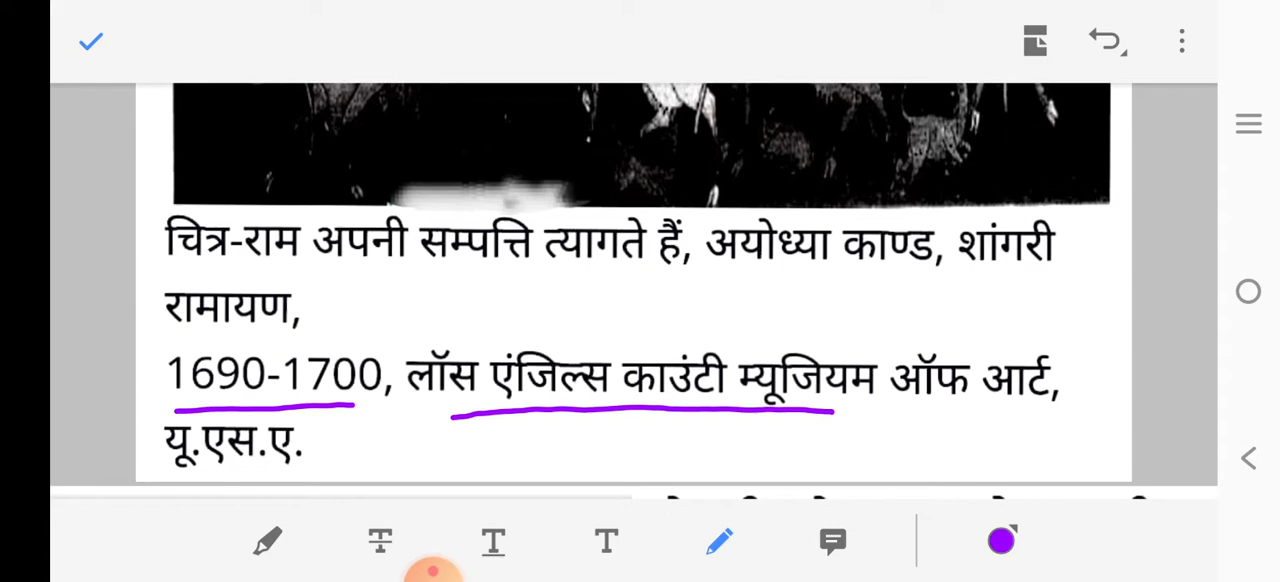 चित्र-राम अपनी सम्पत्ति त्यागते हैं, अयोध्या काण्ड, शांगरी
रामायण,
1690-1700, लॉस एंजिल्स काउंटी म्यूजियम ऑफ आर्ट,
यू.एस.ए.